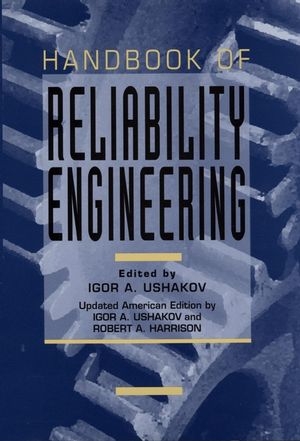 HANDBOOK OF
RELIABILITY
ENGINEERING
Edited by
IGOR A. USHAKOV
Updated American Edition by
IGOR A. USHAKOV and
ROBERT A. HARRISON